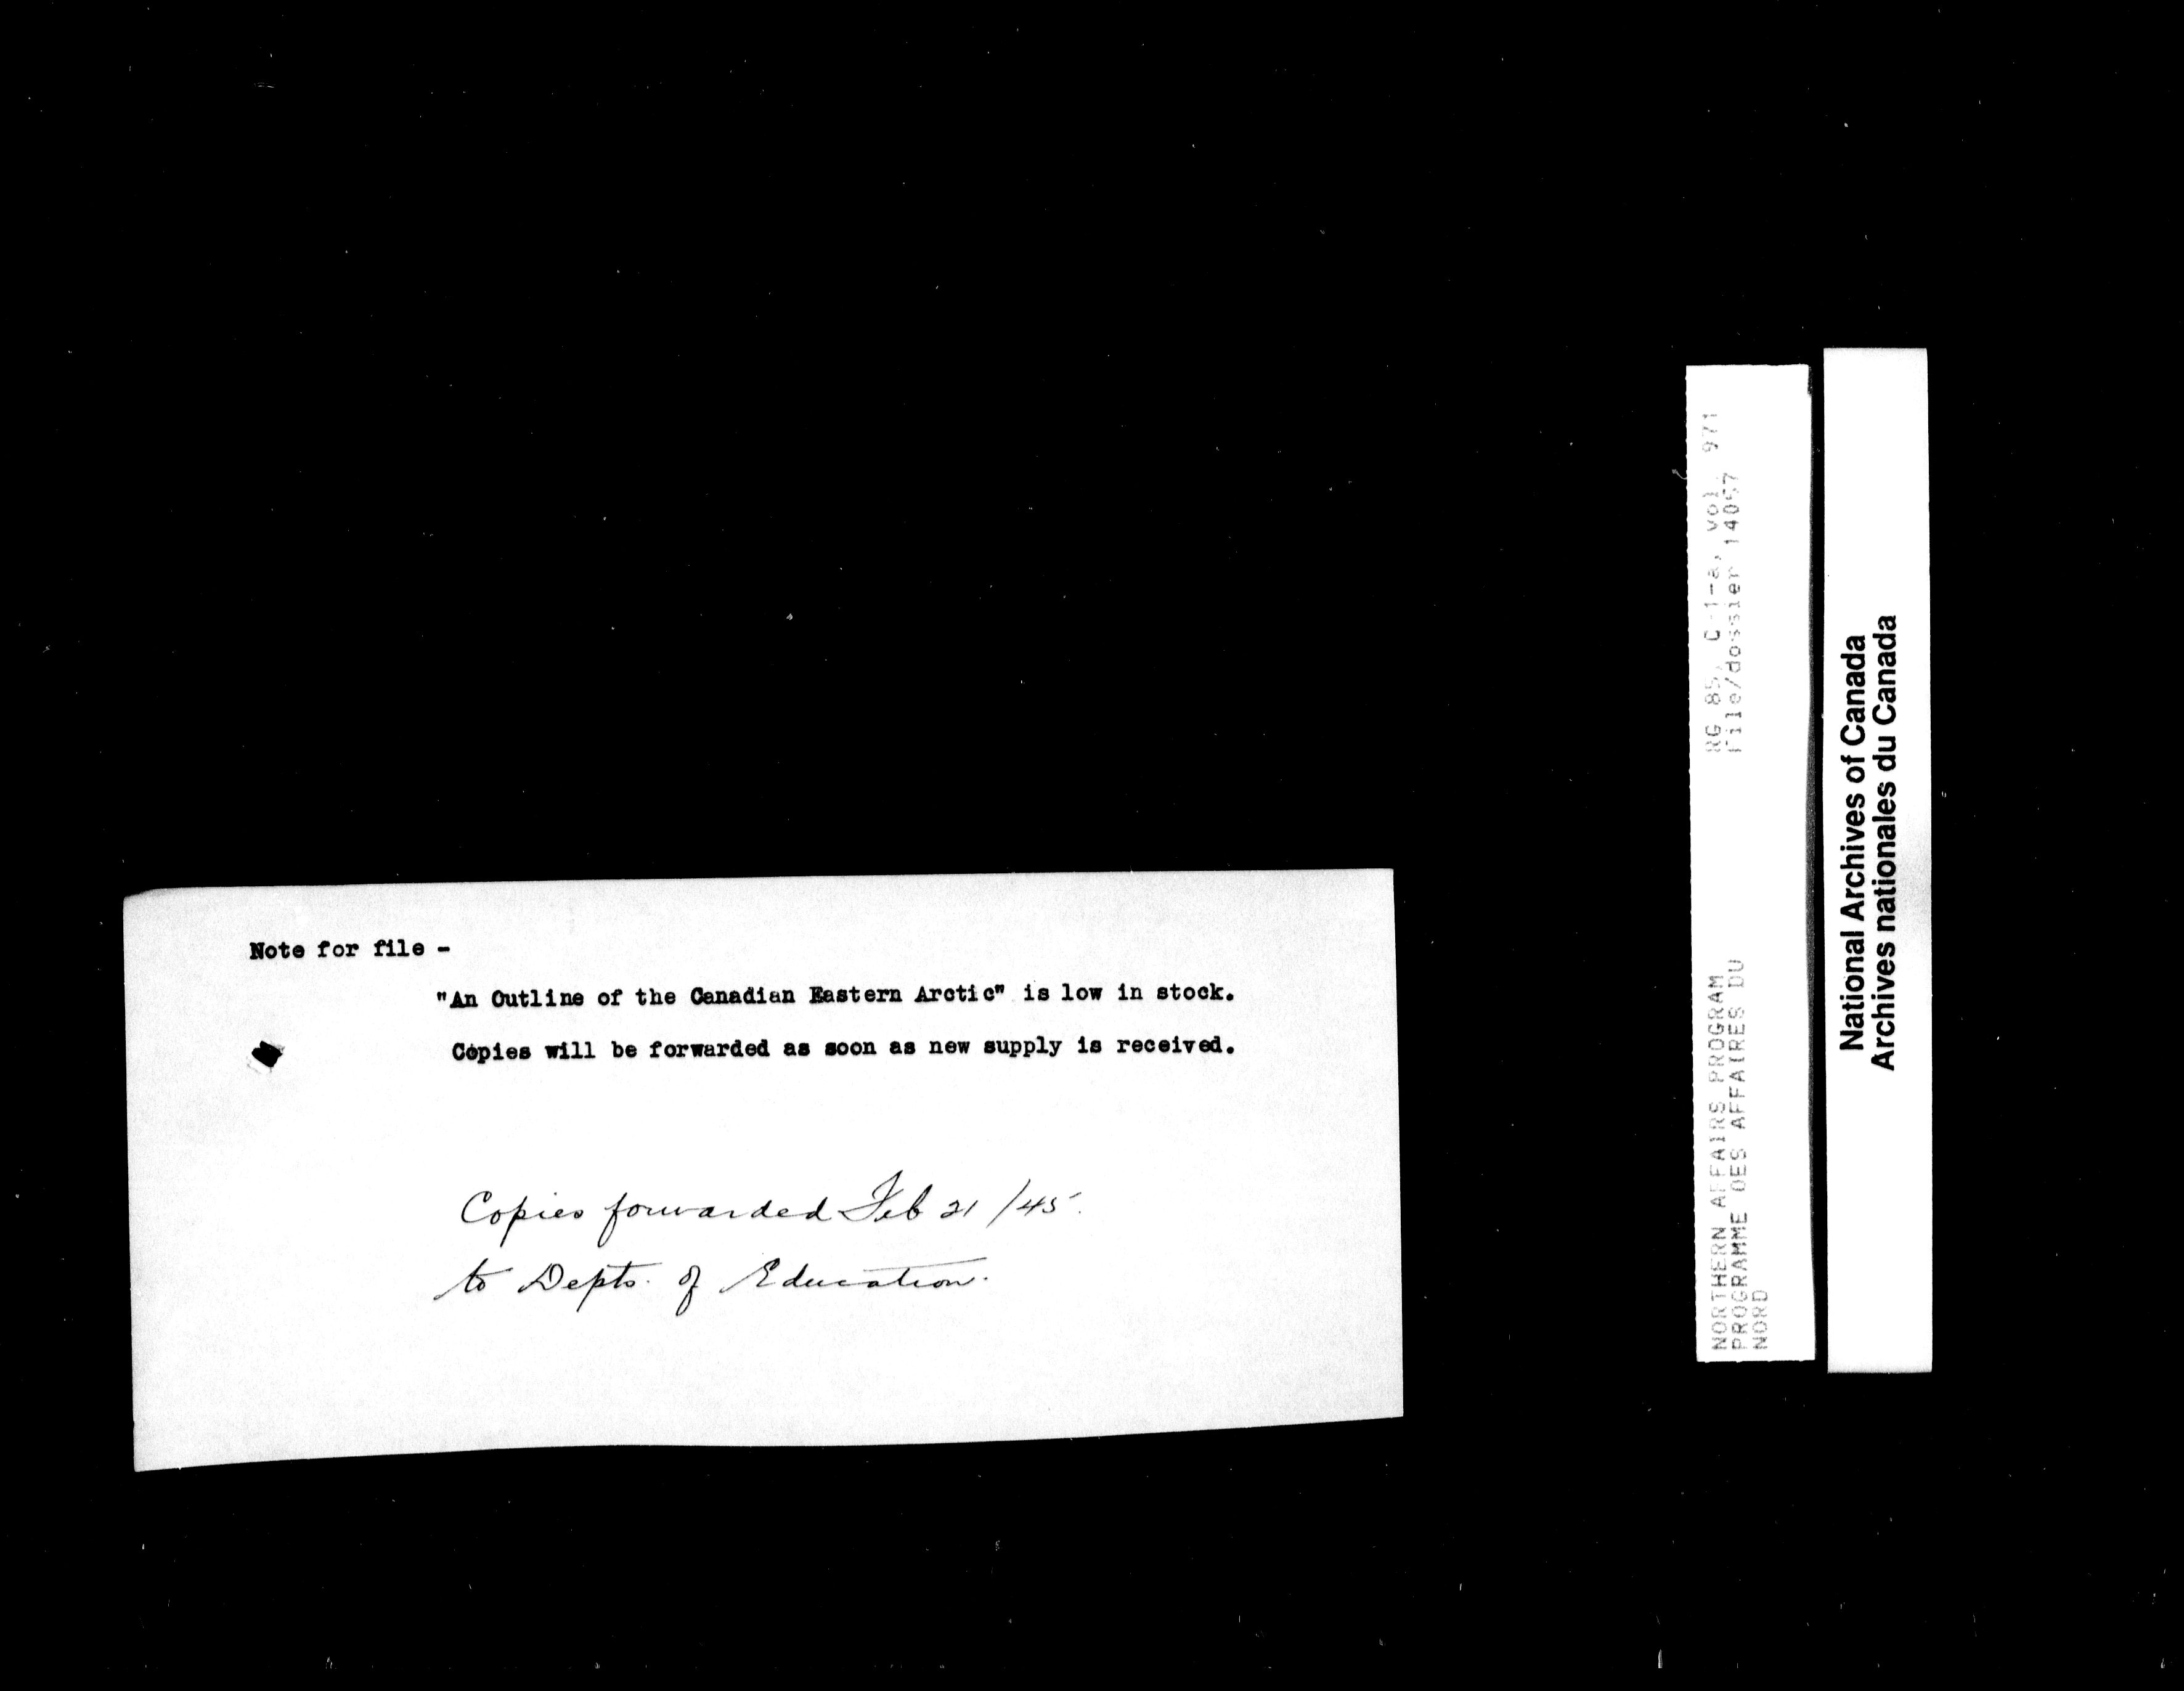 Note for file -
"An Outline of the Canadian Eastern Arctic" is low in stock.
Copies will be forwarded as soon as new supply is received.
Copies forwarded Feb 21 /45.
to Depts. of Education.
NORTHERN AFFAIRS PROGRAM
PROGRAMME DES AFFAIRES DU
NORD
RG 85, C-1-a, vol. 971
File/dossier 14057
National Archives of Canada
Archives nationales du Canada